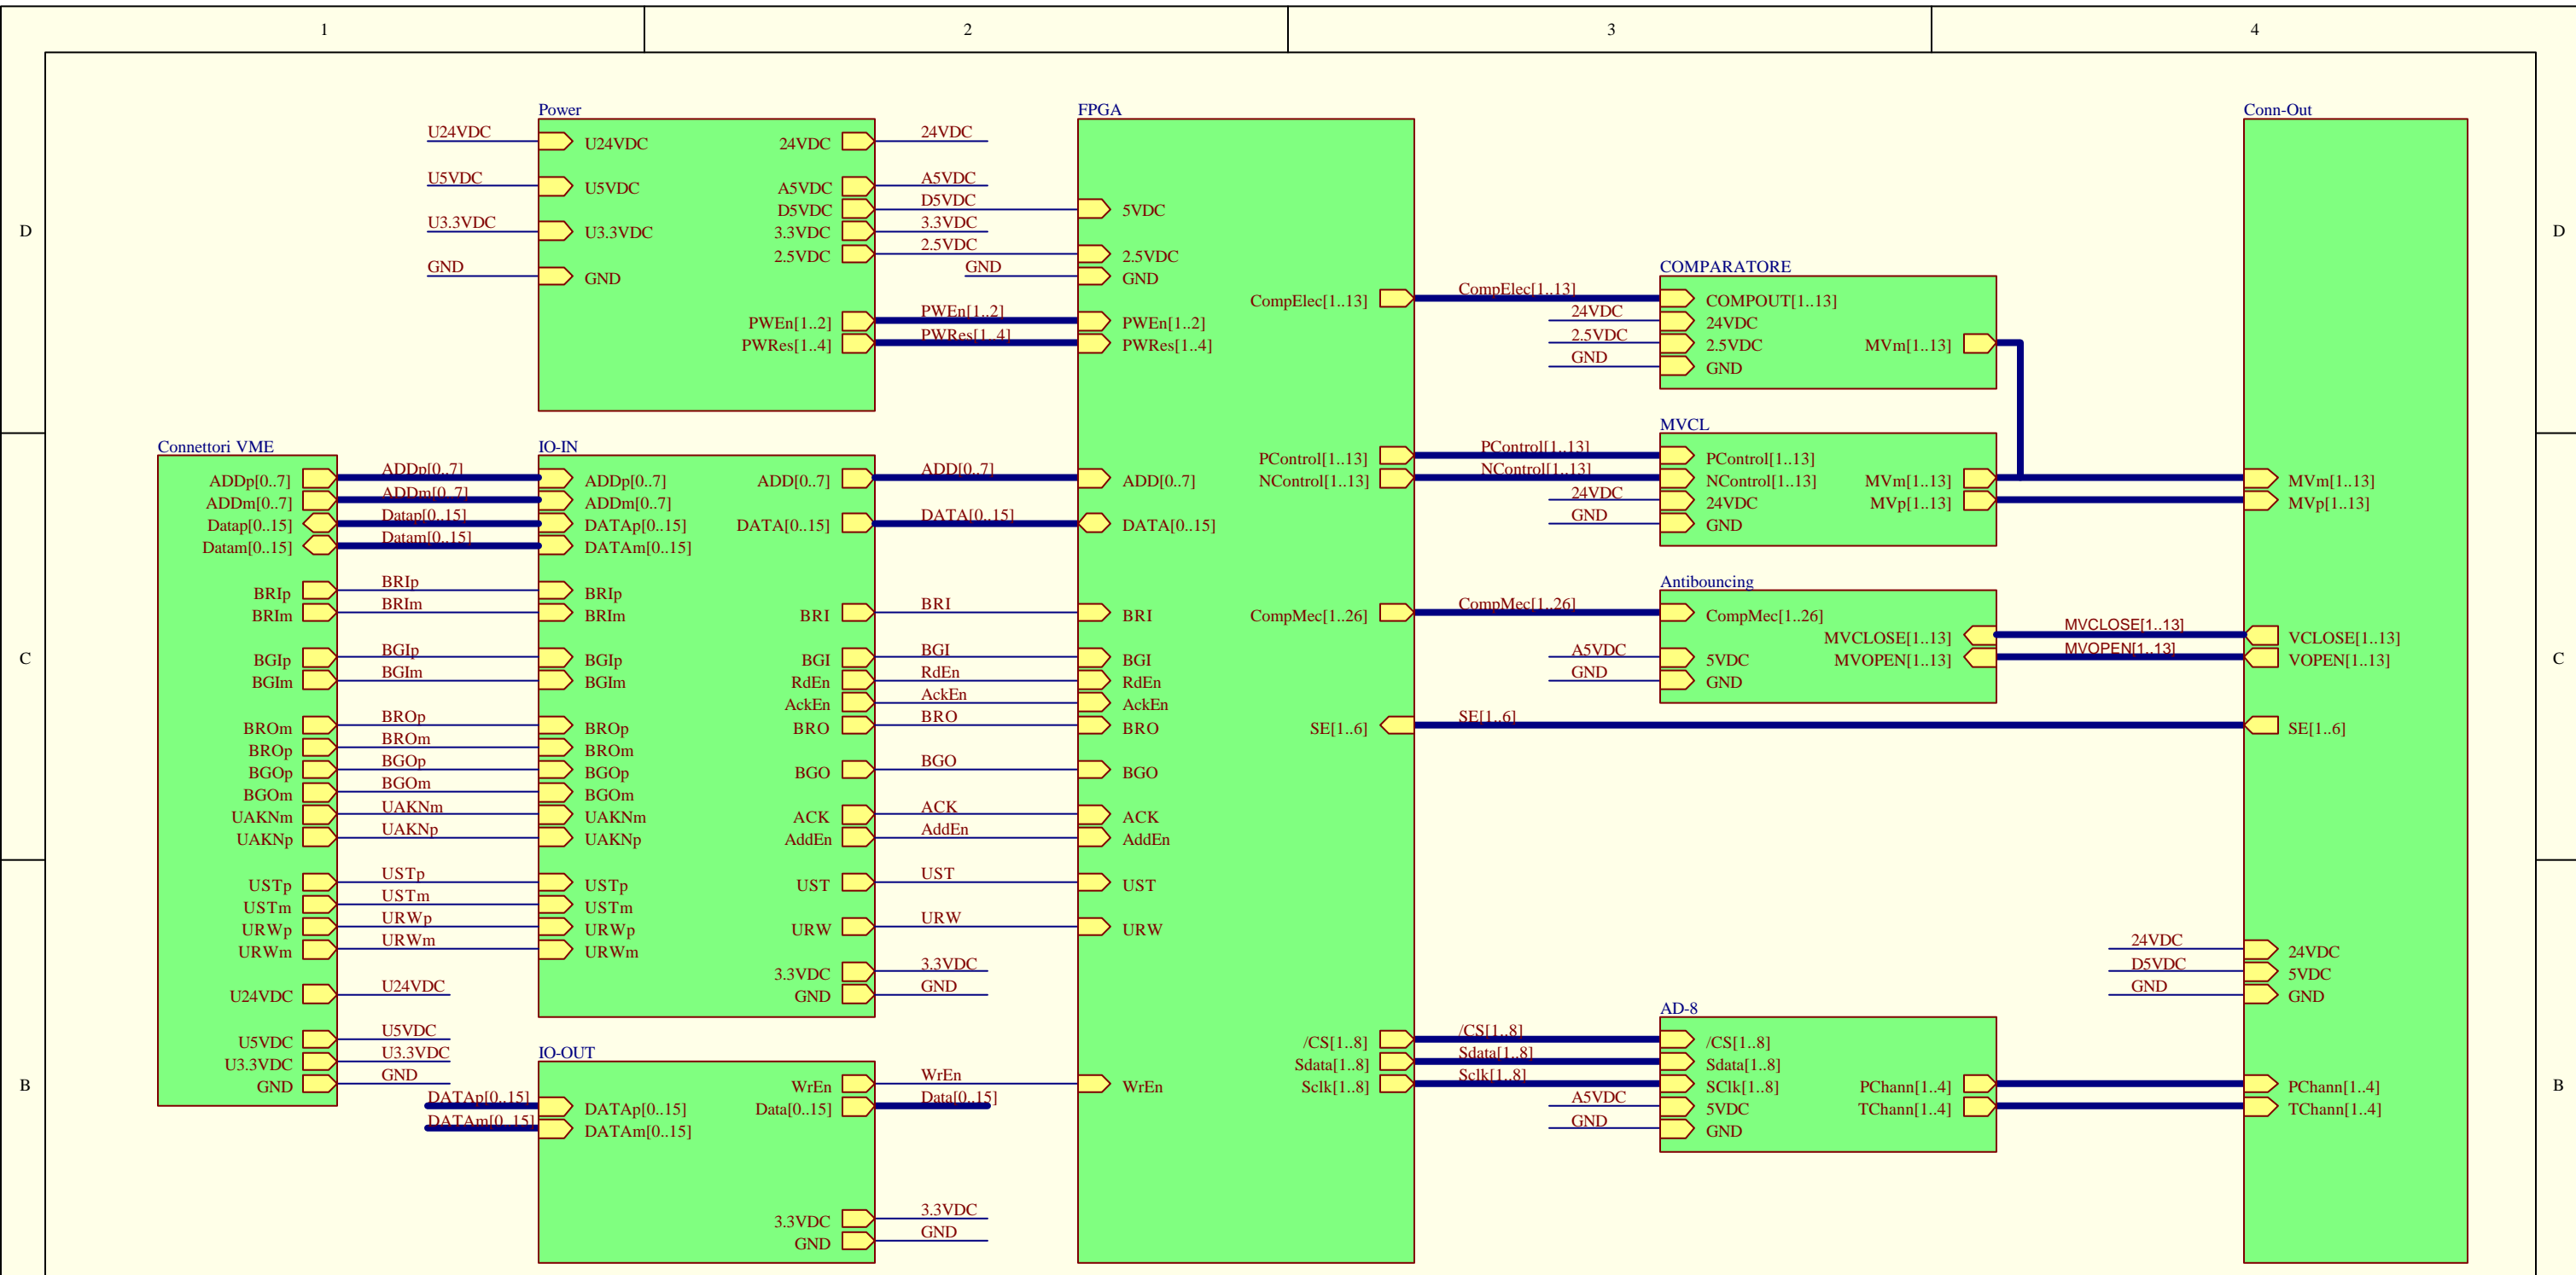 1
2
3
4
D
D
C
C
B
B
Power
U24VDC
U24VDC
U5VDC
U5VDC
U3.3VDC
U3.3VDC
GND
GND
24VDC
24VDC
A5VDC
A5VDC
D5VDC
D5VDC
3.3VDC
3.3VDC
2.5VDC
2.5VDC
GND
PWEn[1..2]
PWEn[1..2]
PWRes[1..4]
PWRes[1..4]
FPGA
5VDC
2.5VDC
GND
PWEn[1..2]
PWRes[1..4]
ADD[0..7]
DATA[0..15]
BRI
BGI
RdEn
AckEn
BRO
BGO
ACK
AddEn
UST
URW
WrEn
CompElec[1..13]
PControl[1..13]
NControl[1..13]
CompMec[1..26]
SE[1..6]
/CS[1..8]
Sdata[1..8]
Sclk[1..8]
Connettori VME
ADDp[0..7]
ADDm[0..7]
Datap[0..15]
Datam[0..15]
BRIp
BRIm
BGIp
BGIm
BROm
BROp
BGOp
BGOm
UAKNm
UAKNp
USTp
USTm
URWp
URWm
U24VDC
U5VDC
U3.3VDC
GND
ADDp[0..7]
ADDm[0..7]
Datap[0..15]
Datam[0..15]
BRIp
BRIm
BGIp
BGIm
BROp
BROm
BGOp
BGOm
UAKNm
UAKNp
USTp
USTm
URWp
URWm
U24VDC
U5VDC
U3.3VDC
GND
DATAp[0..15]
DATAm[0..15]
IO-IN
ADDp[0..7]
ADDm[0..7]
DATAp[0..15]
DATAm[0..15]
BRIp
BRIm
BGIp
BGIm
BROp
BROm
BGOp
BGOm
UAKNm
UAKNp
USTp
USTm
URWp
URWm
ADD[0..7]
DATA[0..15]
BRI
BGI
RdEn
AckEn
BRO
BGO
ACK
AddEn
UST
URW
3.3VDC
GND
ADD[0..7]
DATA[0..15]
BRI
BGI
RdEn
AckEn
BRO
BGO
ACK
AddEn
UST
URW
3.3VDC
GND
IO-OUT
DATAp[0..15]
DATAm[0..15]
WrEn
Data[0..15]
3.3VDC
GND
WrEn
Data[0..15]
3.3VDC
GND
CompElec[1..13]
24VDC
2.5VDC
GND
COMPARATORE
COMPOUT[1..13]
24VDC
2.5VDC
GND
MVm[1..13]
PControl[1..13]
NControl[1..13]
24VDC
GND
MVCL
PControl[1..13]
NControl[1..13]
24VDC
GND
MVm[1..13]
MVp[1..13]
CompMec[1..26]
A5VDC
GND
Antibouncing
CompMec[1..26]
5VDC
GND
MVCLOSE[1..13]
MVOPEN[1..13]
MVCLOSE[1..13]
MVOPEN[1..13]
SE[1..6]
/CS[1..8]
Sdata[1..8]
Sclk[1..8]
A5VDC
GND
AD-8
/CS[1..8]
Sdata[1..8]
SClk[1..8]
5VDC
GND
PChann[1..4]
TChann[1..4]
24VDC
D5VDC
GND
Conn-Out
MVm[1..13]
MVp[1..13]
VCLOSE[1..13]
VOPEN[1..13]
SE[1..6]
24VDC
5VDC
GND
PChann[1..4]
TChann[1..4]